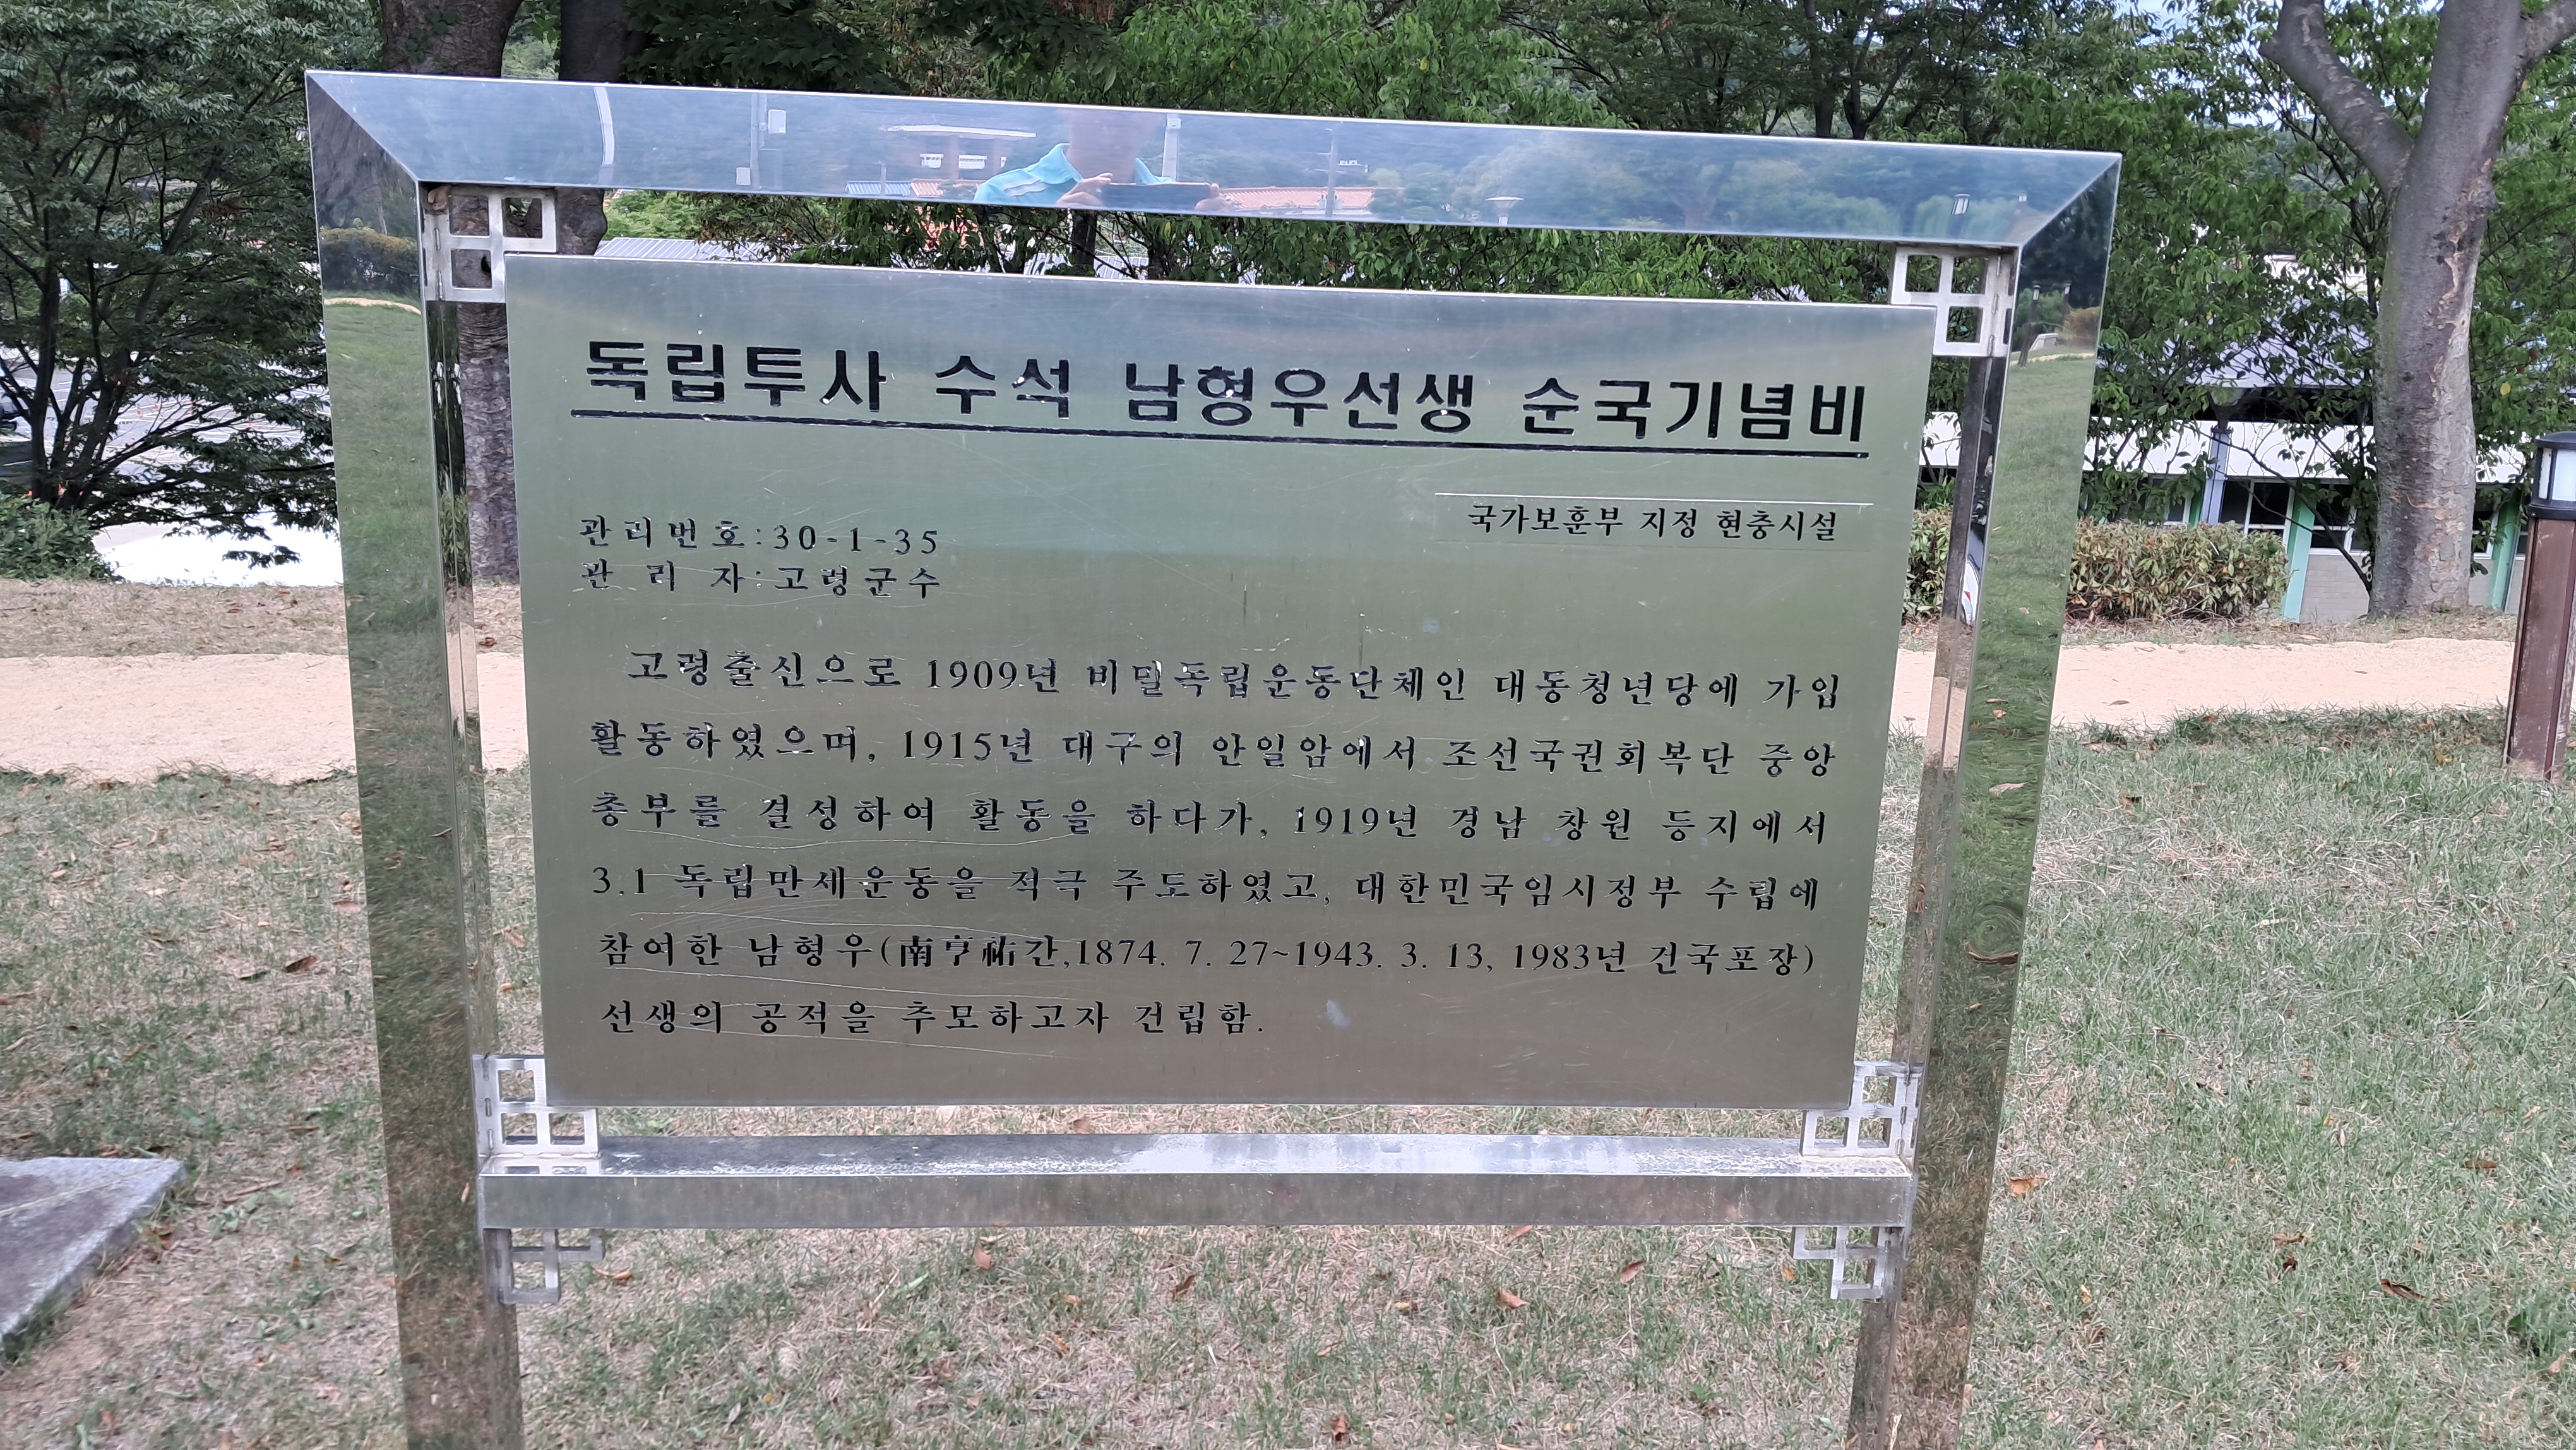 독립투사 수석 남형우선생 순국기념비
국가보훈부 지정 현충시설
관리번호:30-1-35
관 리 자:고령군수
고령출신으로 1909년 비밀독립운동단체인 대동청년당에 가입
활동하였으며, 1915년 대구의 안일암에서 조선국권회복단 중앙
총부를 결성하여 활동을 하다가, 1919년 경남 창원 등지에서
3.1 독립만세운동을 적극 주도하였고, 대한민국임시정부 수립에
참여한 남형우(南亨祐간,1874. 7. 27~1943. 3. 13, 1983년 건국포장)
선생의 공적을 추모하고자 건립함.